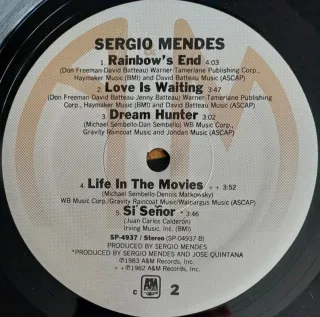 SERGIO MENDES
1. Rainbow's End 4:03
(Don Freeman-David Batteau) Warner-Tamerlane Publishing Corp.,
Haymaker Music (BMI) and David Batteau Music (ASCAP)
2. Love Is Waiting 3:47
(Don Freeman-David Batteau-Jenny Batteau) Warner-Tamerlane Publishing
Corp., Haymaker Music (BMI) and David Batteau Music (ASCAP)
3. Dream Hunter 3:02
(Michael Sembello-Dan Sembello) WB Music Corp.,
Gravity Raincoat Music and Johdan Music (ASCAP)
4. Life In The Movies ++ 3:52
(Michael Sembello-Dennis Matkowsky)
WB Music Corp./Gravity Raincoat Music/Walcargus Music (ASCAP)
5. Sí Señor * 3:46
(Juan Carlos Calderón)
Irving Music, Inc. (BMI)
SP-4937 / Stereo (SP 04937-B)
PRODUCED BY SERGIO MENDES
*PRODUCED BY SERGIO MENDES AND JOSE QUINTANA
℗1983 A&M Records, Inc.
++℗1982 A&M Records, Inc.
C A&M RECORDS 2